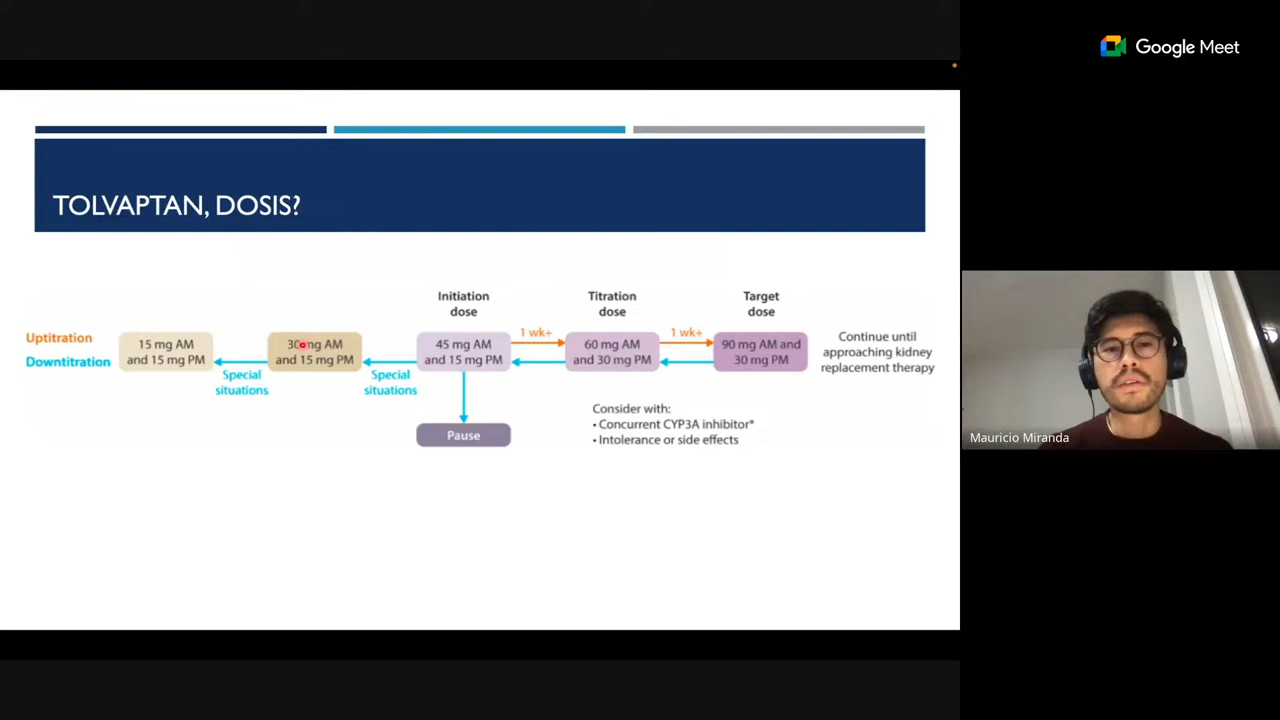 Google Meet
TOLVAPTAN, DOSIS?
Initiation
dose
Titration
dose
Target
dose
Uptitration
Downtitration
15 mg AM
and 15 mg PM
Special
situations
30 mg AM
and 15 mg PM
Special
situations
45 mg AM
and 15 mg PM
1 wk+
60 mg AM
and 30 mg PM
1 wk+
90 mg AM and
30 mg PM
Continue until
approaching kidney
replacement therapy
Pause
Consider with:
• Concurrent CYP3A inhibitor*
• Intolerance or side effects
Mauricio Miranda